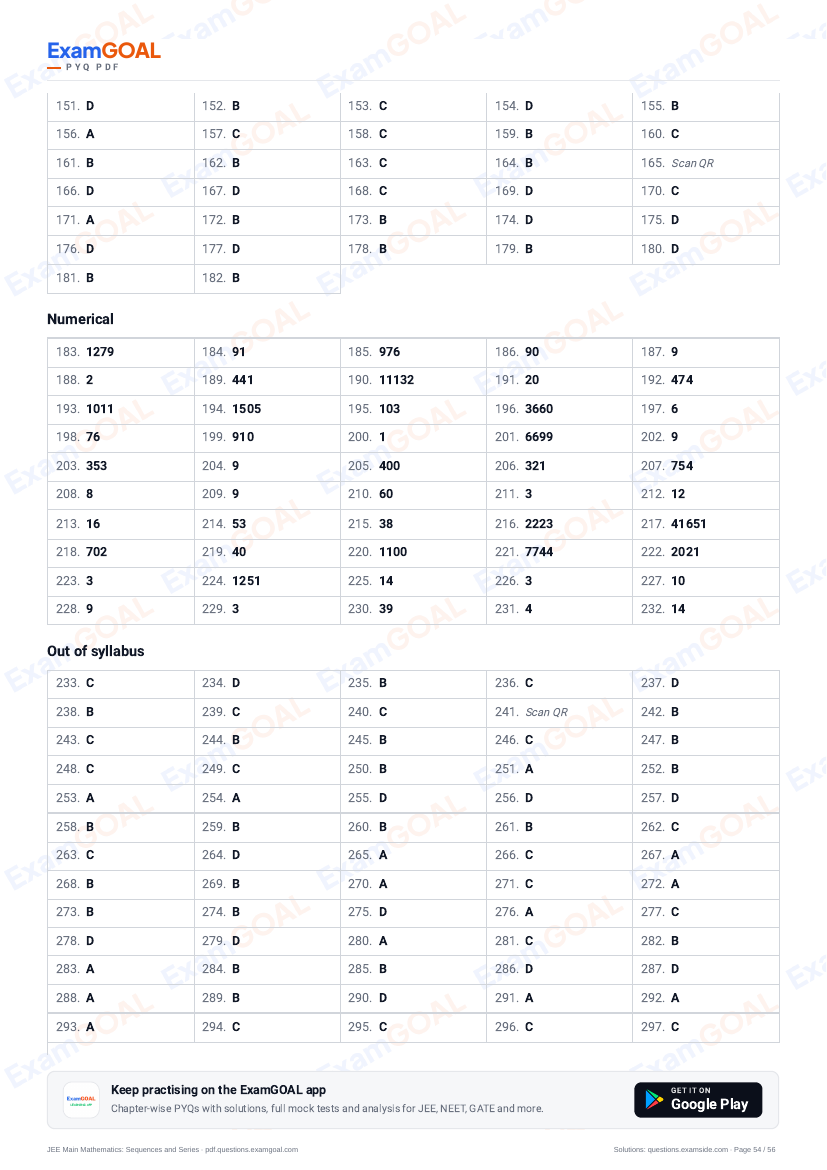 ExamGOAL
PYQ PDF
151. D 152. B 153. C 154. D 155. B
156. A 157. C 158. C 159. B 160. C
161. B 162. B 163. C 164. B 165. Scan QR
166. D 167. D 168. C 169. D 170. C
171. A 172. B 173. B 174. D 175. D
176. D 177. D 178. B 179. B 180. D
181. B 182. B
Numerical
183. 1279 184. 91 185. 976 186. 90 187. 9
188. 2 189. 441 190. 11132 191. 20 192. 474
193. 1011 194. 1505 195. 103 196. 3660 197. 6
198. 76 199. 910 200. 1 201. 6699 202. 9
203. 353 204. 9 205. 400 206. 321 207. 754
208. 8 209. 9 210. 60 211. 3 212. 12
213. 16 214. 53 215. 38 216. 2223 217. 41651
218. 702 219. 40 220. 1100 221. 7744 222. 2021
223. 3 224. 1251 225. 14 226. 3 227. 10
228. 9 229. 3 230. 39 231. 4 232. 14
Out of syllabus
233. C 234. D 235. B 236. C 237. D
238. B 239. C 240. C 241. Scan QR 242. B
243. C 244. B 245. B 246. C 247. B
248. C 249. C 250. B 251. A 252. B
253. A 254. A 255. D 256. D 257. D
258. B 259. B 260. B 261. B 262. C
263. C 264. D 265. A 266. C 267. A
268. B 269. B 270. A 271. C 272. A
273. B 274. B 275. D 276. A 277. C
278. D 279. D 280. A 281. C 282. B
283. A 284. B 285. B 286. D 287. D
288. A 289. B 290. D 291. A 292. A
293. A 294. C 295. C 296. C 297. C
ExamGOAL
Keep practising on the ExamGOAL app
Chapter-wise PYQs with solutions, full mock tests and analysis for JEE, NEET, GATE and more.
GET IT ON
Google Play
JEE Main Mathematics: Sequences and Series · pdf.questions.examgoal.com
Solutions: questions.examside.com · Page 54 / 56